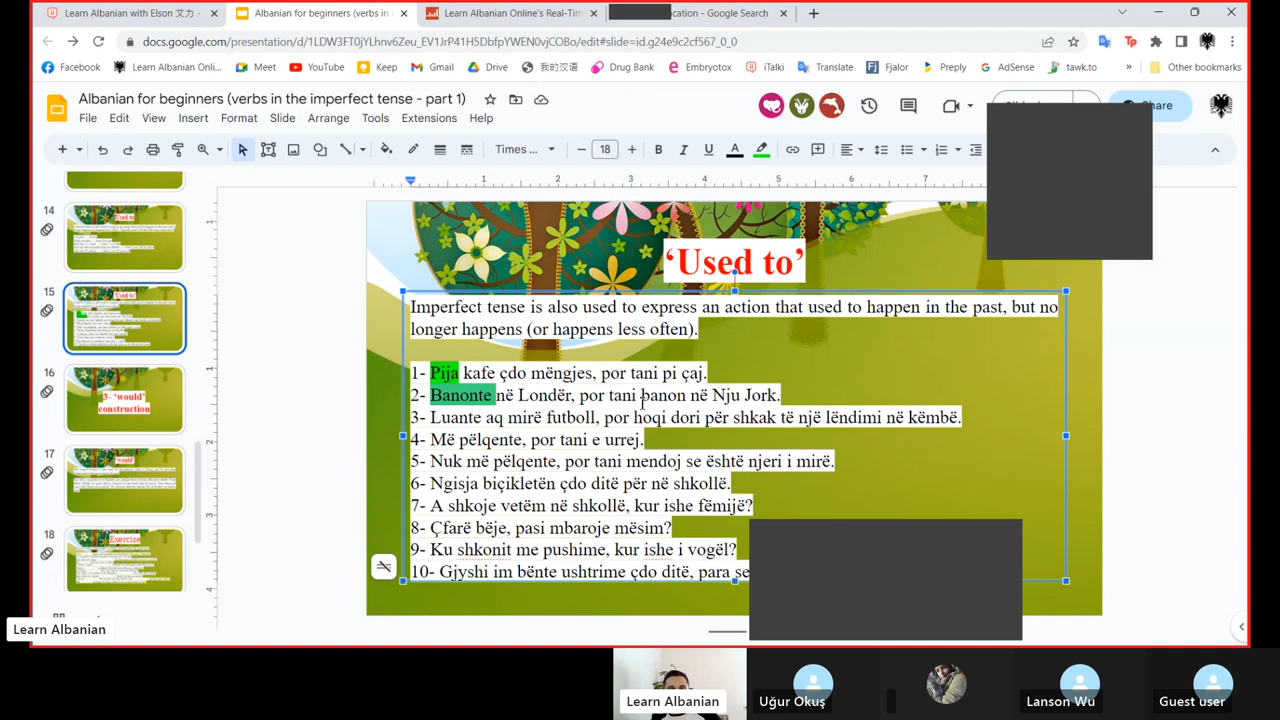 Learn Albanian with Elson 艾力
Albanian for beginners (verbs in
Learn Albanian Online's Real-Tim
cation - Google Search
docs.google.com/presentation/d/1LDW3FT0jYLhnv6Zeu_EV1JrP41H5DbfpYWEN0vjCOBo/edit#slide=id.g24e9c2cf567_0_0
Facebook
Learn Albanian Onli...
Meet
YouTube
Keep
Gmail
Drive
我的汉语
Drug Bank
Embryotox
iTalki
Translate
Fjalor
Preply
AdSense
tawk.to
Other bookmarks
Albanian for beginners (verbs in the imperfect tense - part 1)
File Edit View Insert Format Slide Arrange Tools Extensions Help
Share
Times ...
18
14
15
16
17
18
Used to
Used to
3- ‘would’
construction
'would'
Exercise
‘Used to’
Imperfect tense is also used to express an action that used to happen in the past, but no
longer happens (or happens less often).
1- Pija kafe çdo mëngjes, por tani pi çaj.
2- Banonte në Londër, por tani banon në Nju Jork.
3- Luante aq mirë futboll, por hoqi dori për shkak të një lëndimi në këmbë.
4- Më pëlqente, por tani e urrej.
5- Nuk më pëlqente, por tani mendoj se është njeri i mirë.
6- Ngisja biçikletën çdo ditë për në shkollë.
7- A shkoje vetëm në shkollë, kur ishe fëmijë?
8- Çfarë bëje, pasi mbaroje mësim?
9- Ku shkonit me pushime, kur ishe i vogël?
10- Gjyshi im bënte ushtrime çdo ditë, para se
Learn Albanian
Learn Albanian
Uğur Okuş
Lanson Wu
Guest user